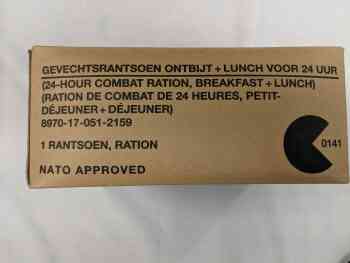 GEVECHTSRANTSOEN ONTBIJT + LUNCH VOOR 24 UUR
(24-HOUR COMBAT RATION, BREAKFAST + LUNCH)
(RATION DE COMBAT DE 24 HEURES, PETIT-
DÉJEUNER + DÉJEUNER)
8970-17-051-2159
1 RANTSOEN, RATION
0141
NATO APPROVED